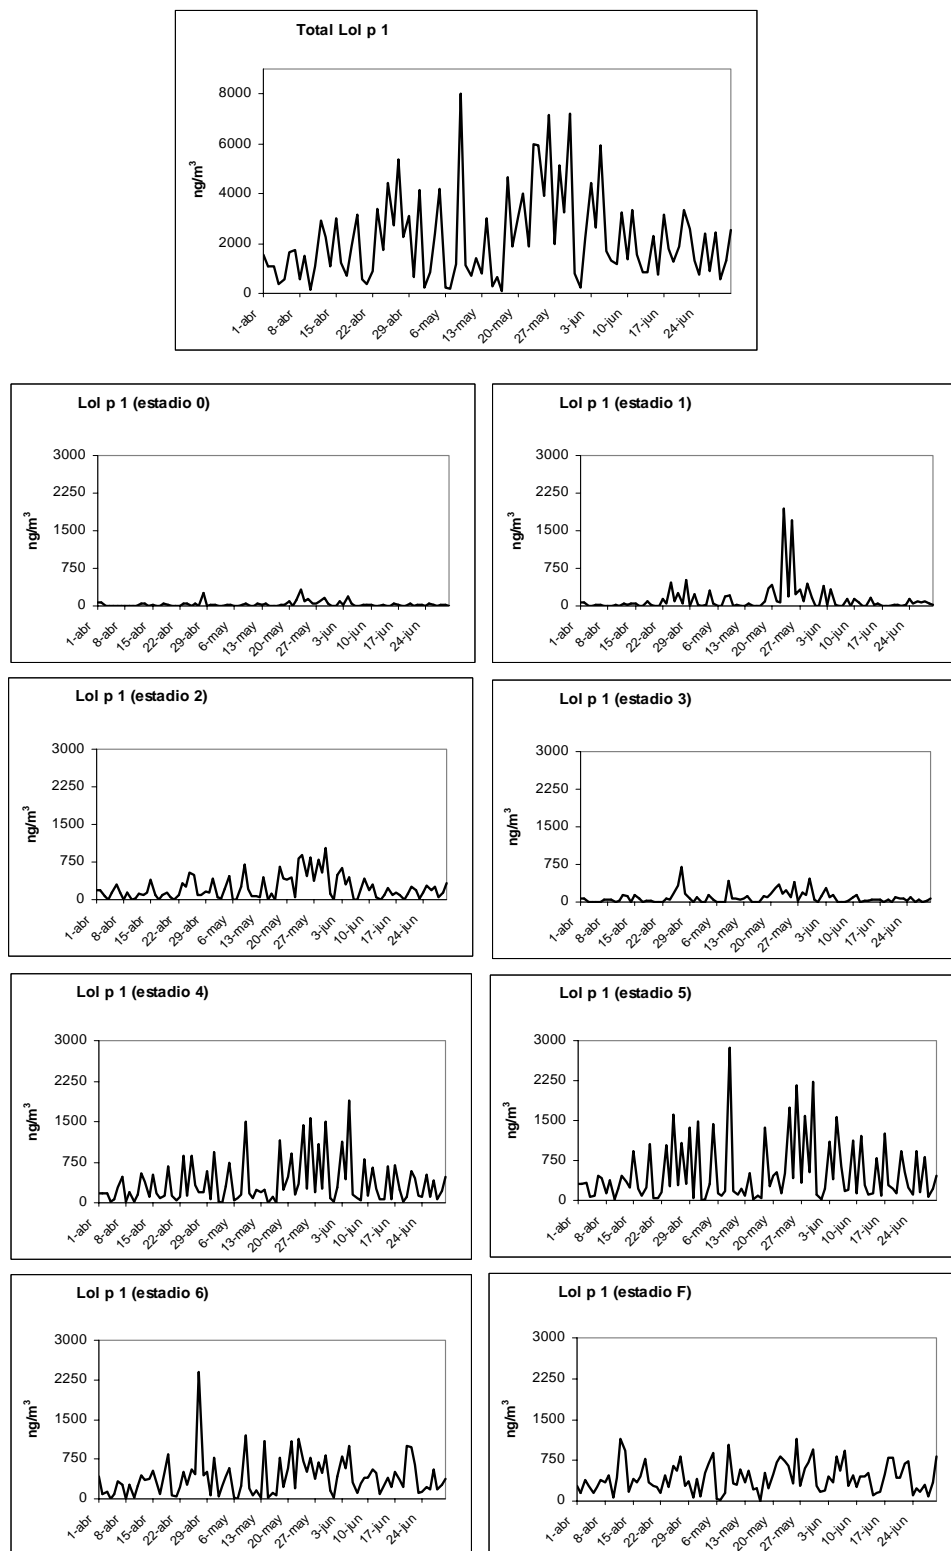 Total Lol p 1
ng/m³
8000
6000
4000
2000
0
1-abr
8-abr
15-abr
22-abr
29-abr
6-may
13-may
20-may
27-may
3-jun
10-jun
17-jun
24-jun
Lol p 1 (estadio 0)
ng/m³
3000
2250
1500
750
0
1-abr
8-abr
15-abr
22-abr
29-abr
6-may
13-may
20-may
27-may
3-jun
10-jun
17-jun
24-jun
Lol p 1 (estadio 1)
ng/m³
3000
2250
1500
750
0
1-abr
8-abr
15-abr
22-abr
29-abr
6-may
13-may
20-may
27-may
3-jun
10-jun
17-jun
24-jun
Lol p 1 (estadio 2)
ng/m³
3000
2250
1500
750
0
1-abr
8-abr
15-abr
22-abr
29-abr
6-may
13-may
20-may
27-may
3-jun
10-jun
17-jun
24-jun
Lol p 1 (estadio 3)
ng/m³
3000
2250
1500
750
0
1-abr
8-abr
15-abr
22-abr
29-abr
6-may
13-may
20-may
27-may
3-jun
10-jun
17-jun
24-jun
Lol p 1 (estadio 4)
ng/m³
3000
2250
1500
750
0
1-abr
8-abr
15-abr
22-abr
29-abr
6-may
13-may
20-may
27-may
3-jun
10-jun
17-jun
24-jun
Lol p 1 (estadio 5)
ng/m³
3000
2250
1500
750
0
1-abr
8-abr
15-abr
22-abr
29-abr
6-may
13-may
20-may
27-may
3-jun
10-jun
17-jun
24-jun
Lol p 1 (estadio 6)
ng/m³
3000
2250
1500
750
0
1-abr
8-abr
15-abr
22-abr
29-abr
6-may
13-may
20-may
27-may
3-jun
10-jun
17-jun
24-jun
Lol p 1 (estadio F)
ng/m³
3000
2250
1500
750
0
1-abr
8-abr
15-abr
22-abr
29-abr
6-may
13-may
20-may
27-may
3-jun
10-jun
17-jun
24-jun